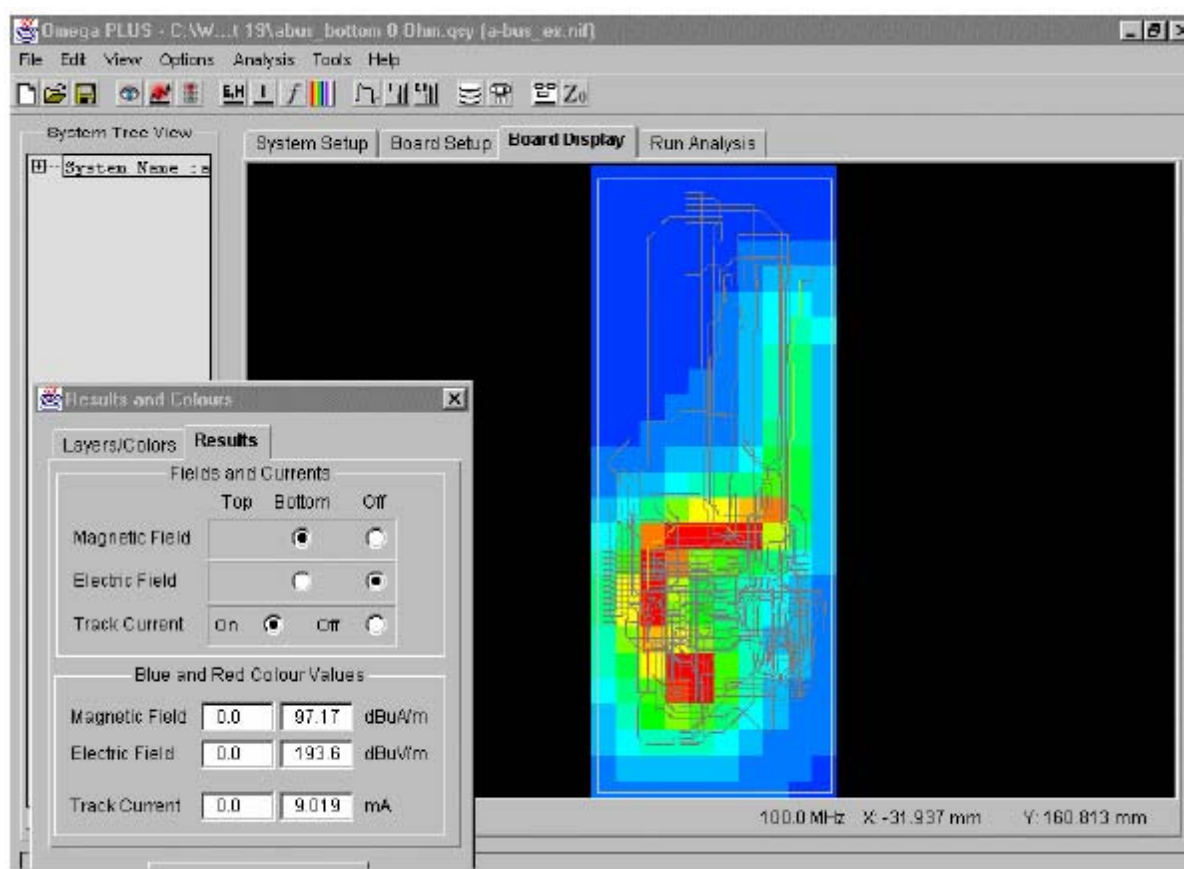 Omega PLUS - C:\W...t 19\abus_bottom 0 Ohm.qsy (a-bus_ex.nif)
File Edit View Options Analysis Tools Help
E,H I f Z0
System Tree View
System Setup Board Setup Board Display Run Analysis
System Name :a
Results and Colours
Layers/Colors Results
Fields and Currents
Top Bottom Off
Magnetic Field
Electric Field
Track Current On Off
Blue and Red Colour Values
Magnetic Field 0.0 97.17 dBuA/m
Electric Field 0.0 193.6 dBuV/m
Track Current 0.0 9.019 mA
100.0 MHz X: -31.937 mm Y: 160.813 mm